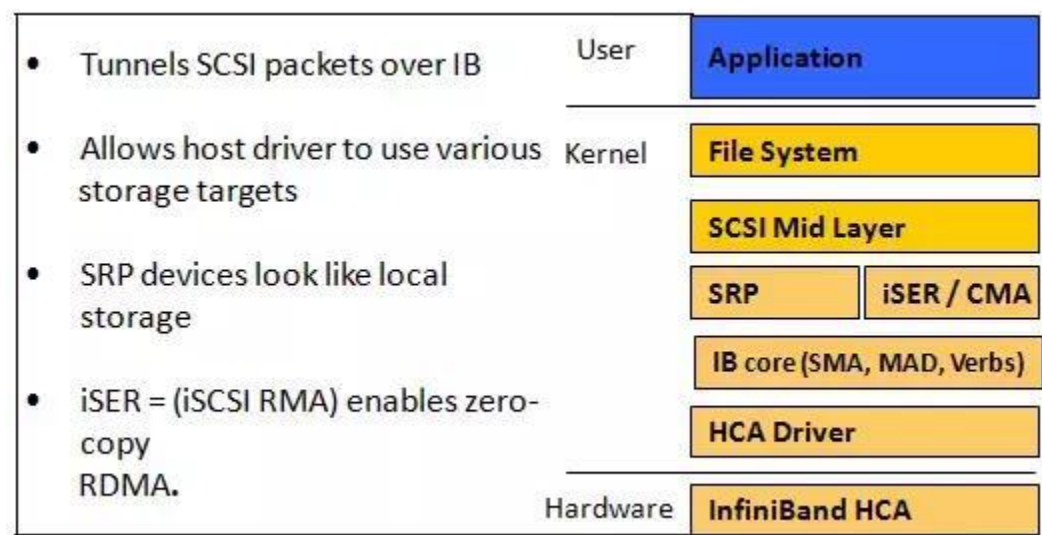 • Tunnels SCSI packets over IB
• Allows host driver to use various
storage targets
• SRP devices look like local
storage
• iSER = (iSCSI RMA) enables zero-
copy
RDMA.
User
Application
Kernel
File System
SCSI Mid Layer
SRP
iSER / CMA
IB core (SMA, MAD, Verbs)
HCA Driver
Hardware
InfiniBand HCA